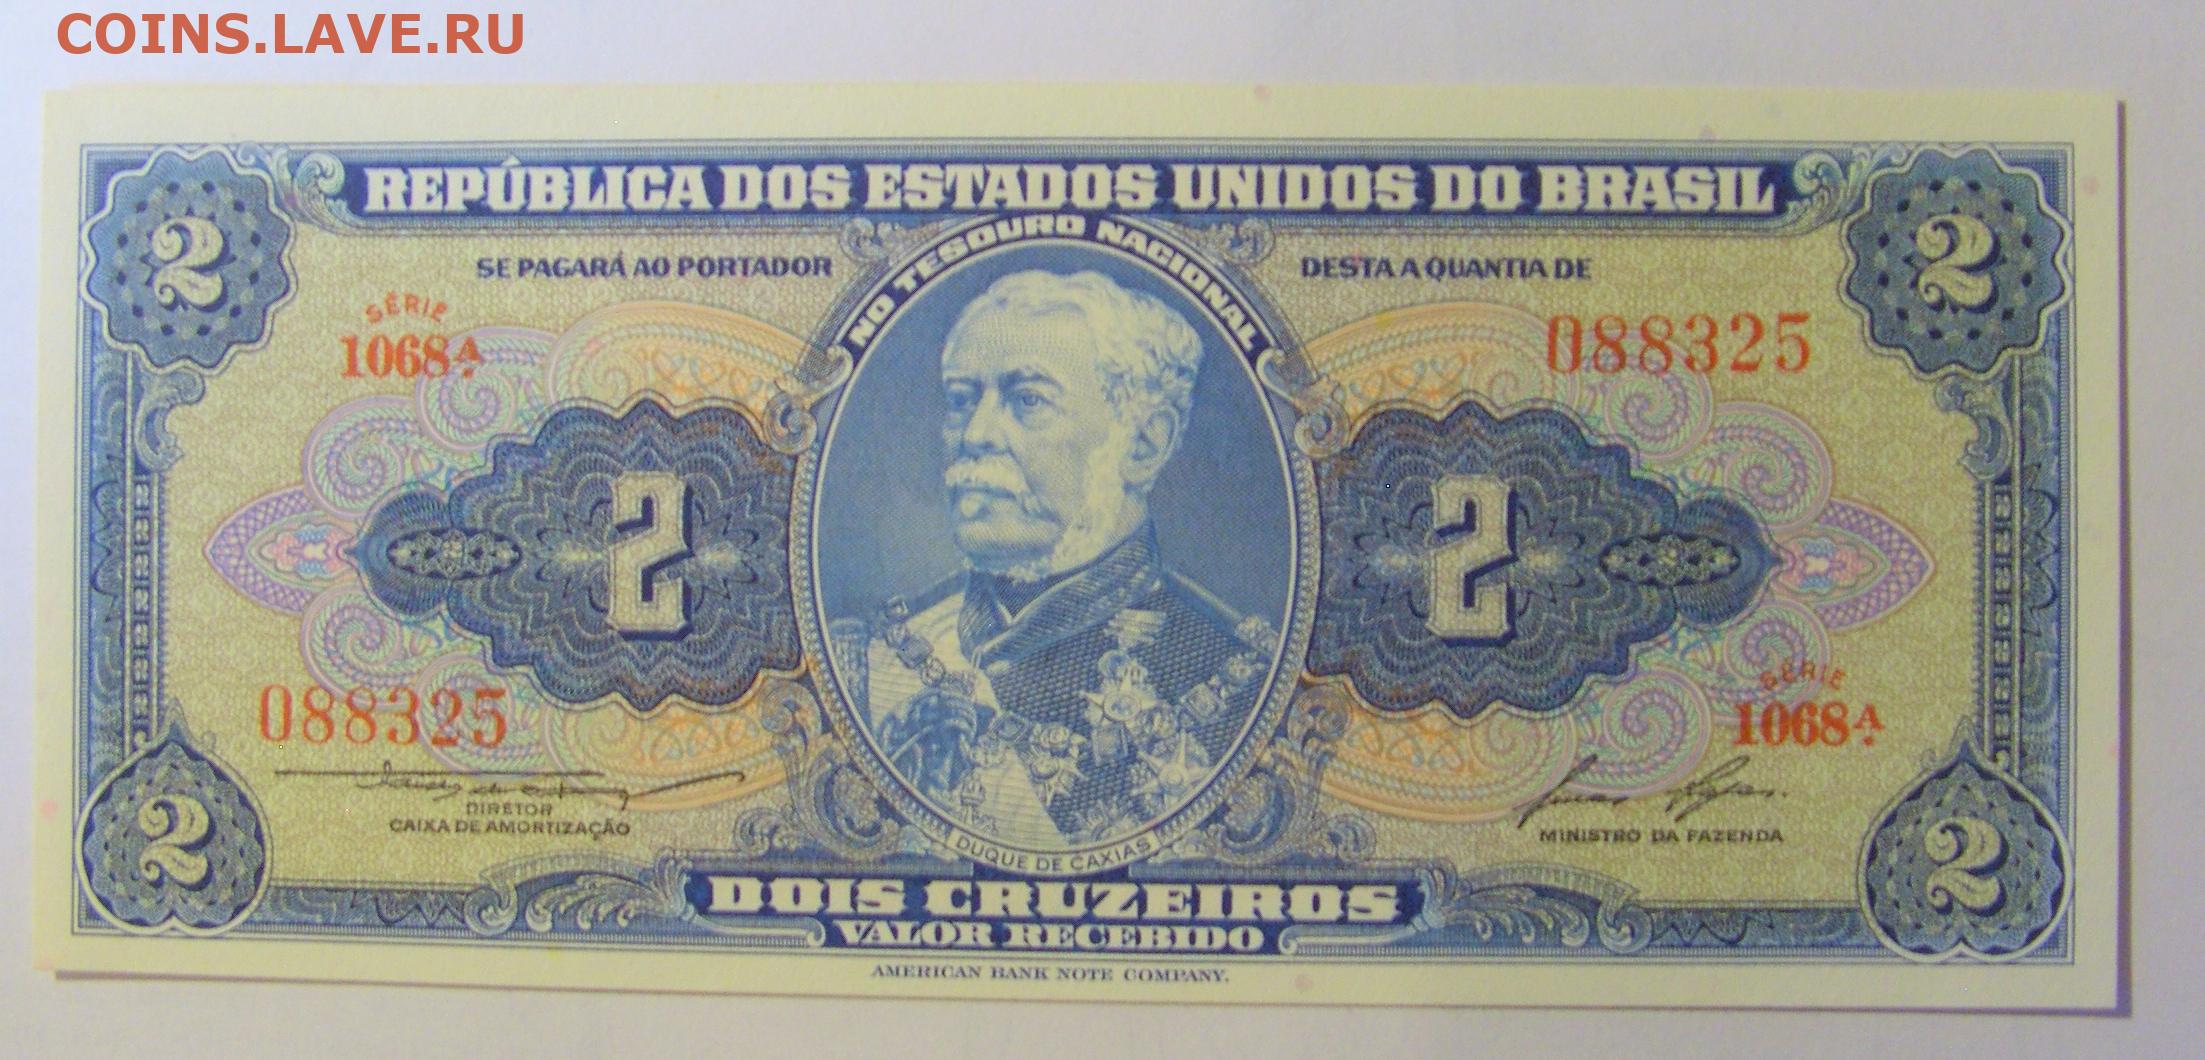 COINS.LAVE.RU
2
REPÚBLICA DOS ESTADOS UNIDOS DO BRASIL
2
SE PAGARÁ AO PORTADOR
NO TESOURO NACIONAL
DESTA A QUANTIA DE
SÉRIE
1068A.
088325
2
2
088325
SÉRIE
1068A.
DIRETOR
CAIXA DE AMORTIZAÇÃO
MINISTRO DA FAZENDA
2
DUQUE DE CAXIAS
2
DOIS CRUZEIROS
VALOR RECEBIDO
AMERICAN BANK NOTE COMPANY.